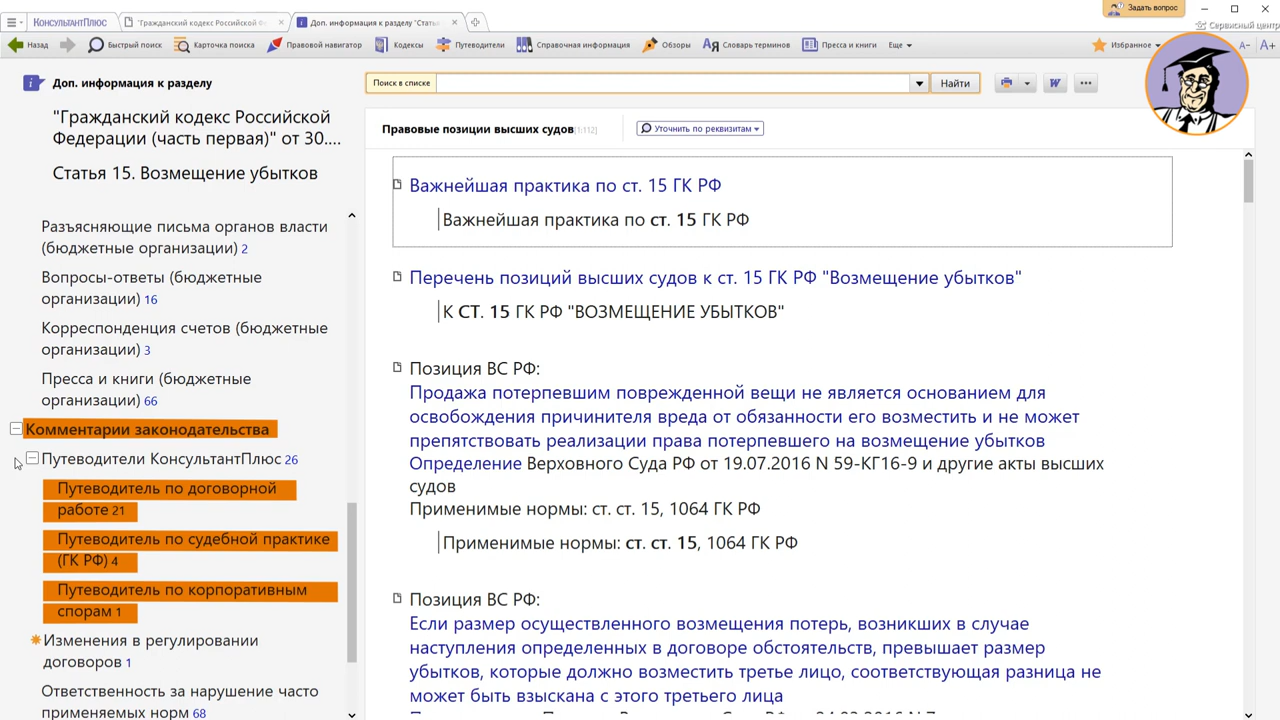 КОНСУЛЬТАНТПЛЮС
"Гражданский кодекс Российской Ф
Доп. информация к разделу "Статья
Задать вопрос
Сервисный центр
Назад
Быстрый поиск
Карточка поиска
Правовой навигатор
Кодексы
Путеводители
Справочная информация
Обзоры
Словарь терминов
Пресса и книги
Еще
Избранное
A-
A+
Доп. информация к разделу
"Гражданский кодекс Российской
Федерации (часть первая)" от 30....
Статья 15. Возмещение убытков
Разъясняющие письма органов власти
(бюджетные организации) 2
Вопросы-ответы (бюджетные
организации) 16
Корреспонденция счетов (бюджетные
организации) 3
Пресса и книги (бюджетные
организации) 66
Комментарии законодательства
Путеводители КонсультантПлюс 26
Путеводитель по договорной
работе 21
Путеводитель по судебной практике
(ГК РФ) 4
Путеводитель по корпоративным
спорам 1
Изменения в регулировании
договоров 1
Ответственность за нарушение часто
применяемых норм 68
Поиск в списке
Найти
W
Правовые позиции высших судов [1:112]
Уточнить по реквизитам
Важнейшая практика по ст. 15 ГК РФ
Важнейшая практика по ст. 15 ГК РФ
Перечень позиций высших судов к ст. 15 ГК РФ "Возмещение убытков"
К СТ. 15 ГК РФ "ВОЗМЕЩЕНИЕ УБЫТКОВ"
Позиция ВС РФ:
Продажа потерпевшим поврежденной вещи не является основанием для
освобождения причинителя вреда от обязанности его возместить и не может
препятствовать реализации права потерпевшего на возмещение убытков
Определение Верховного Суда РФ от 19.07.2016 N 59-КГ16-9 и другие акты высших
судов
Применимые нормы: ст. ст. 15, 1064 ГК РФ
Применимые нормы: ст. ст. 15, 1064 ГК РФ
Позиция ВС РФ:
Если размер осуществленного возмещения потерь, возникших в случае
наступления определенных в договоре обстоятельств, превышает размер
убытков, которые должно возместить третье лицо, соответствующая разница не
может быть взыскана с этого третьего лица